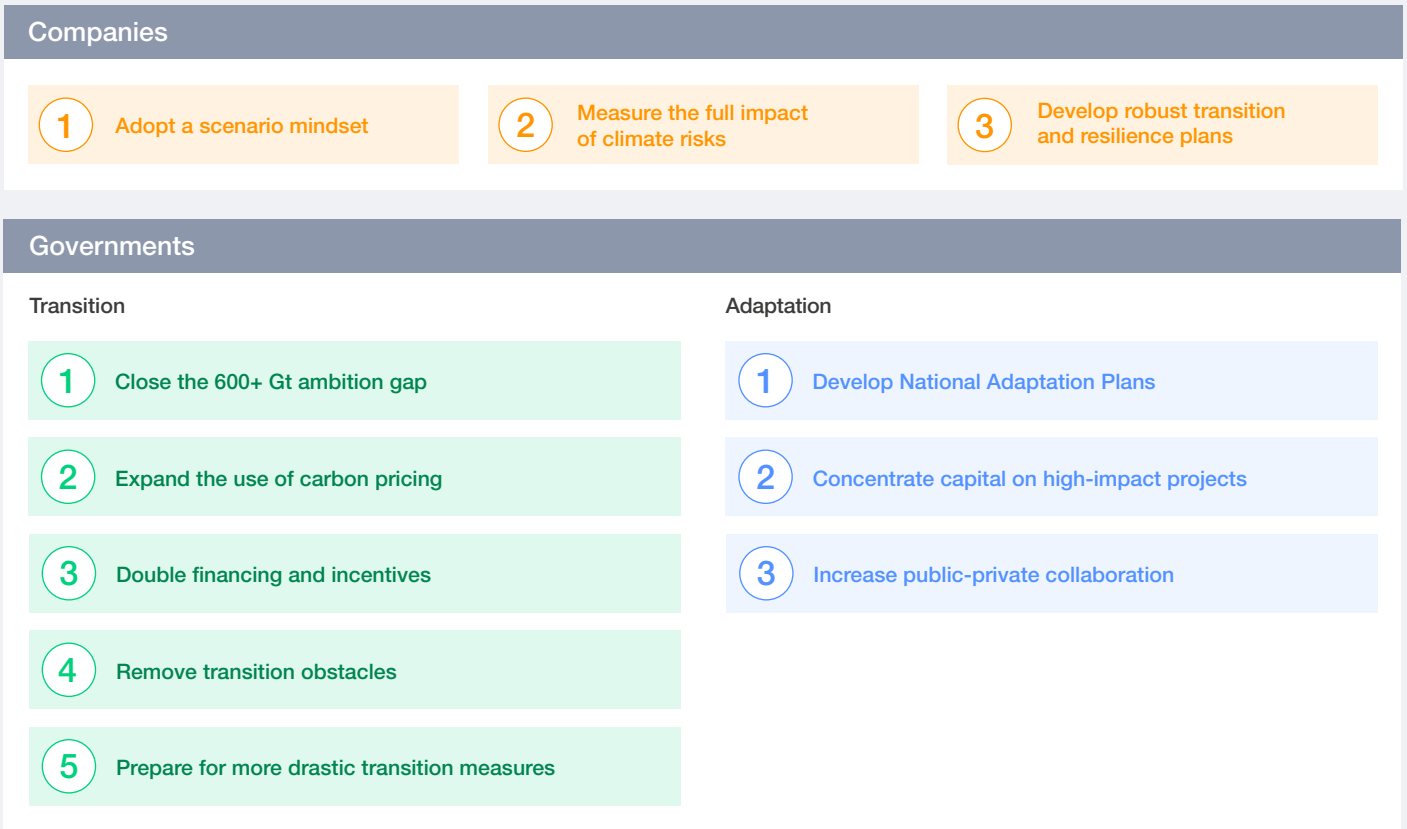 Companies
1
Adopt a scenario mindset
2
Measure the full impact
of climate risks
3
Develop robust transition
and resilience plans
Governments
Transition
1
Close the 600+ Gt ambition gap
2
Expand the use of carbon pricing
3
Double financing and incentives
4
Remove transition obstacles
5
Prepare for more drastic transition measures
Adaptation
1
Develop National Adaptation Plans
2
Concentrate capital on high-impact projects
3
Increase public-private collaboration